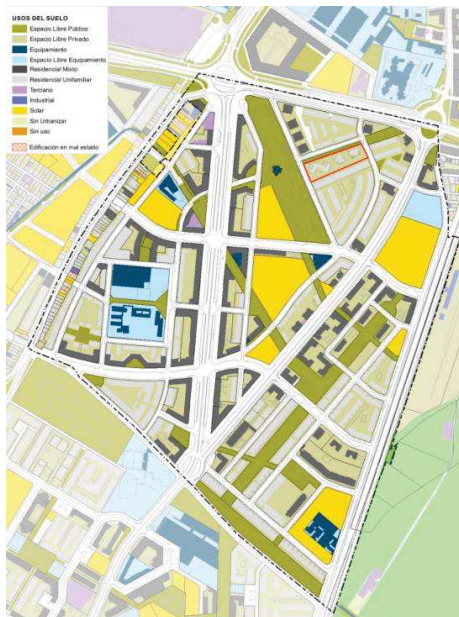 USOS DEL SUELO
Espacio Libre Público
Espacio Libre Privado
Equipamiento
Espacio Libre Equipamiento
Residencial Mixto
Residencial Unifamiliar
Terciario
Industrial
Solar
Sin Urbanizar
Sin uso
Edificación en mal estado